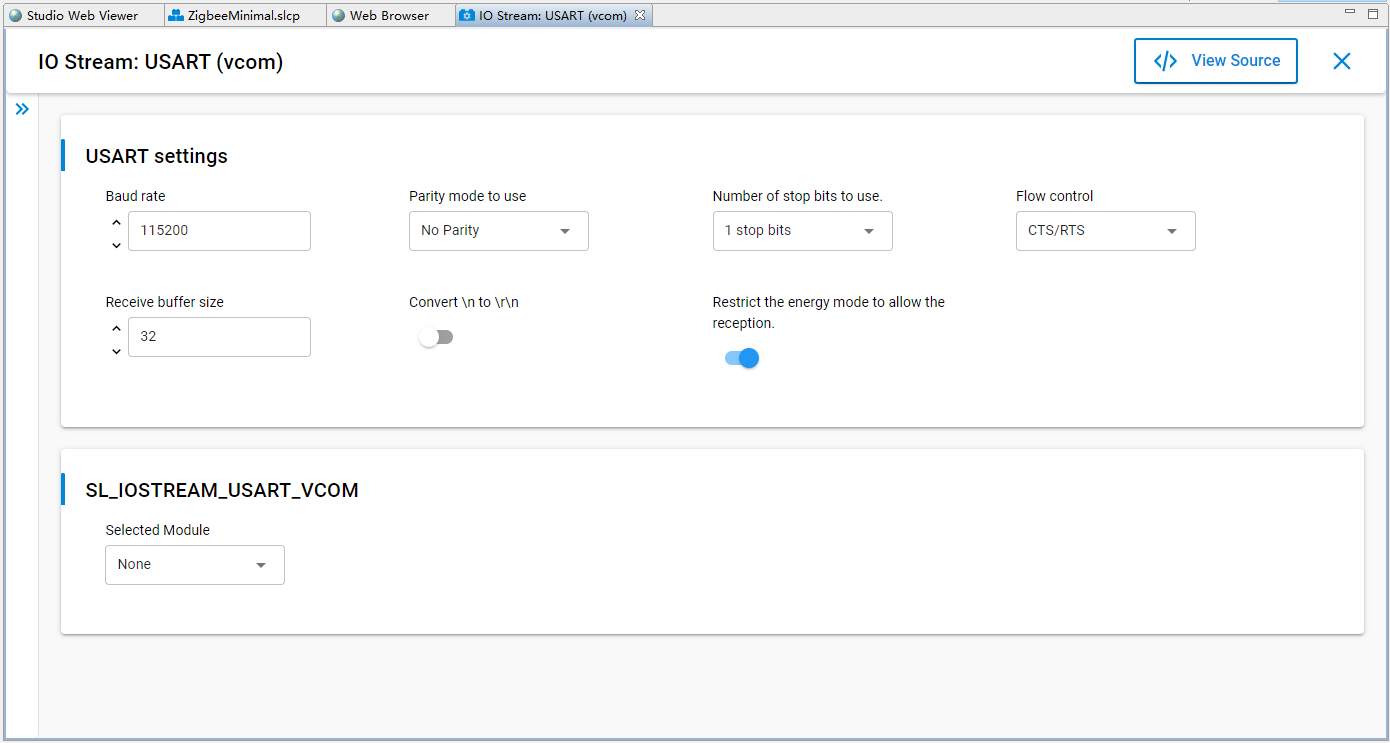 Studio Web Viewer
ZigbeeMinimal.slcp
Web Browser
IO Stream: USART (vcom)
IO Stream: USART (vcom)
View Source
USART settings
Baud rate
115200
Parity mode to use
No Parity
Number of stop bits to use.
1 stop bits
Flow control
CTS/RTS
Receive buffer size
32
Convert \n to \r\n
Restrict the energy mode to allow the
reception.
SL_IOSTREAM_USART_VCOM
Selected Module
None